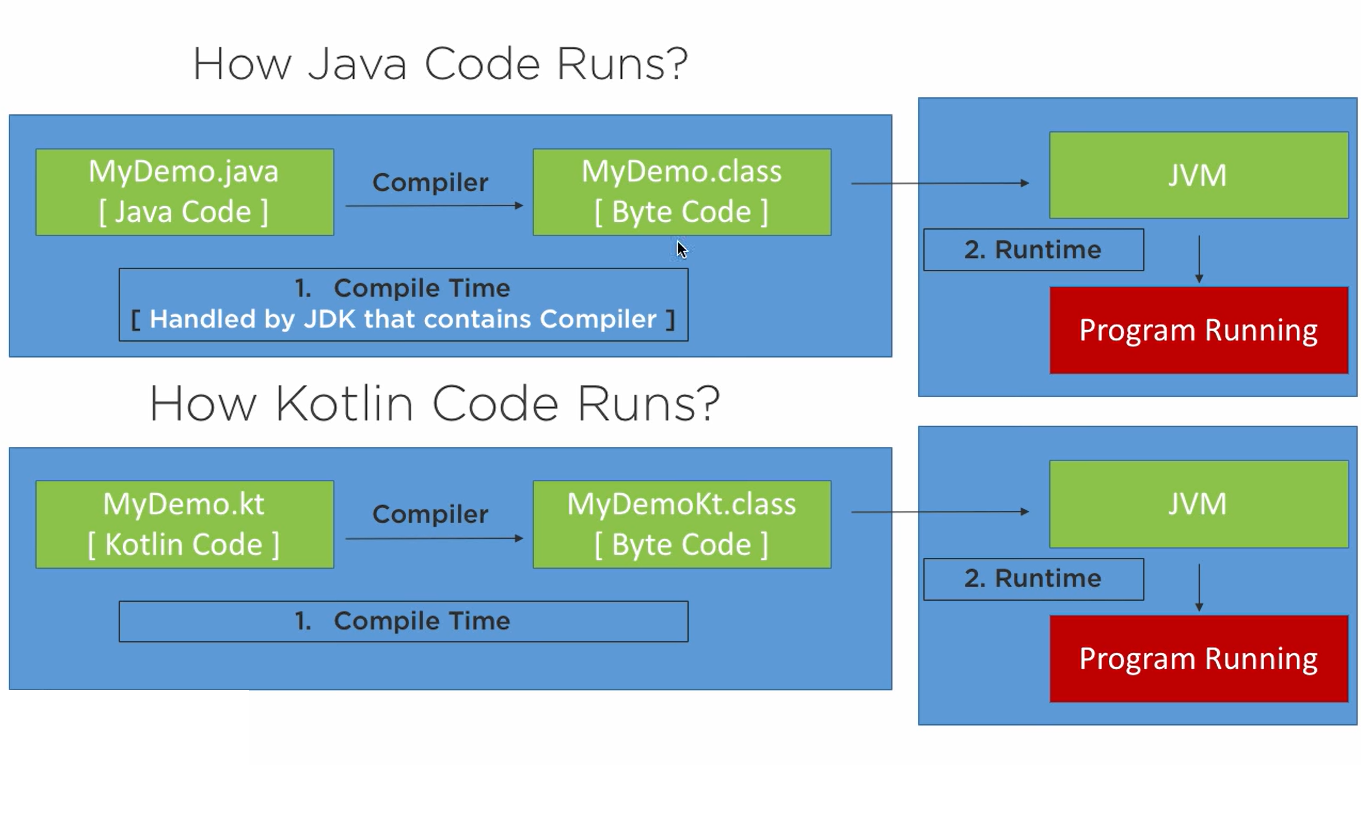 How Java Code Runs?
MyDemo.java
[ Java Code ]
Compiler
MyDemo.class
[ Byte Code ]
1. Compile Time
[ Handled by JDK that contains Compiler ]
JVM
2. Runtime
Program Running
How Kotlin Code Runs?
MyDemo.kt
[ Kotlin Code ]
Compiler
MyDemoKt.class
[ Byte Code ]
1. Compile Time
JVM
2. Runtime
Program Running